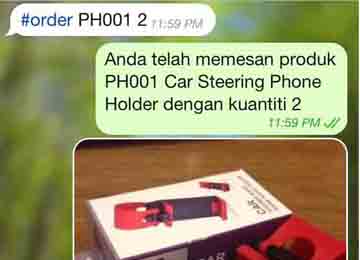 #order PH001 2 11:59 PM
Anda telah memesan produk
PH001 Car Steering Phone
Holder dengan kuantiti 2
11:59 PM
CAR